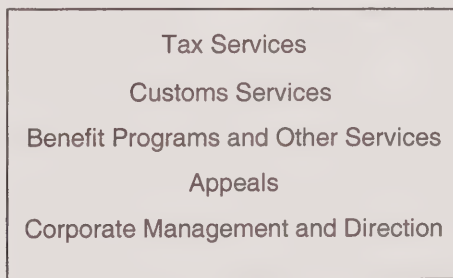 Tax Services
Customs Services
Benefit Programs and Other Services
Appeals
Corporate Management and Direction